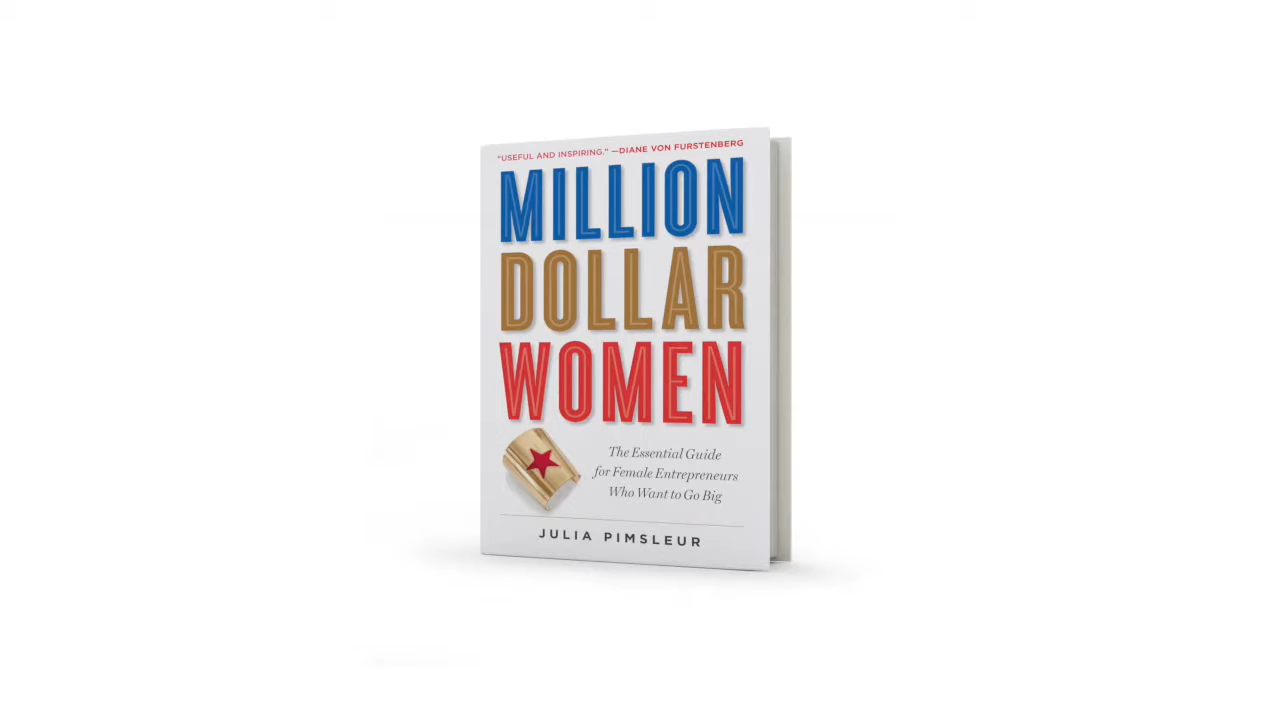 “USEFUL AND INSPIRING.” —DIANE VON FURSTENBERG
MILLION
DOLLAR
WOMEN
The Essential Guide
for Female Entrepreneurs
Who Want to Go Big
JULIA PIMSLEUR